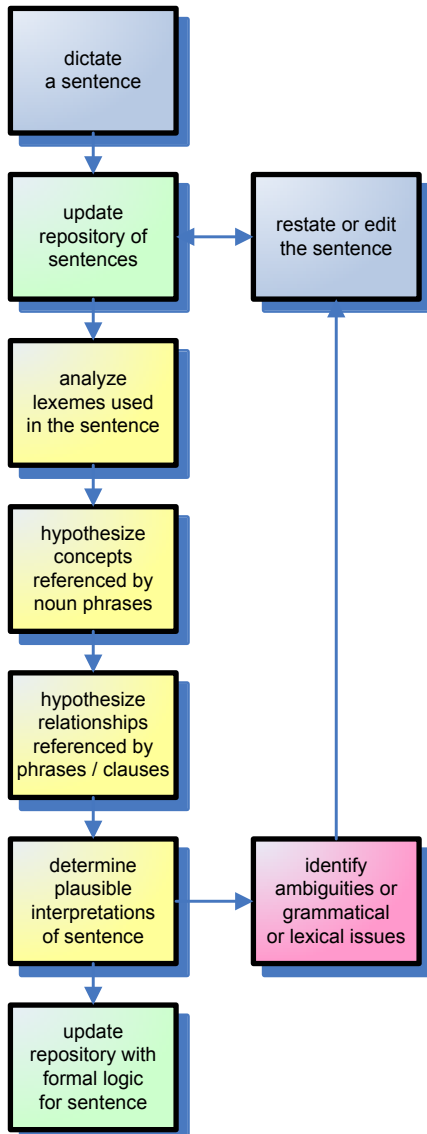 dictate
a sentence
update
repository of
sentences
restate or edit
the sentence
analyze
lexemes used
in the sentence
hypothesize
concepts
referenced by
noun phrases
hypothesize
relationships
referenced by
phrases / clauses
determine
plausible
interpretations
of sentence
identify
ambiguities or
grammatical
or lexical issues
update
repository with
formal logic
for sentence